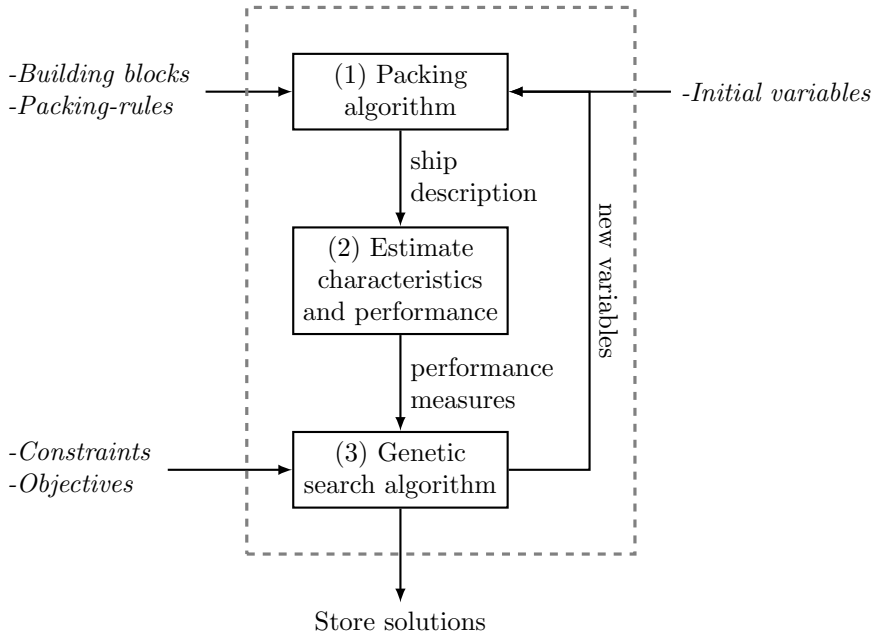 -Building blocks
-Packing-rules
(1) Packing
algorithm
-Initial variables
ship
description
(2) Estimate
characteristics
and performance
new variables
performance
measures
-Constraints
-Objectives
(3) Genetic
search algorithm
Store solutions